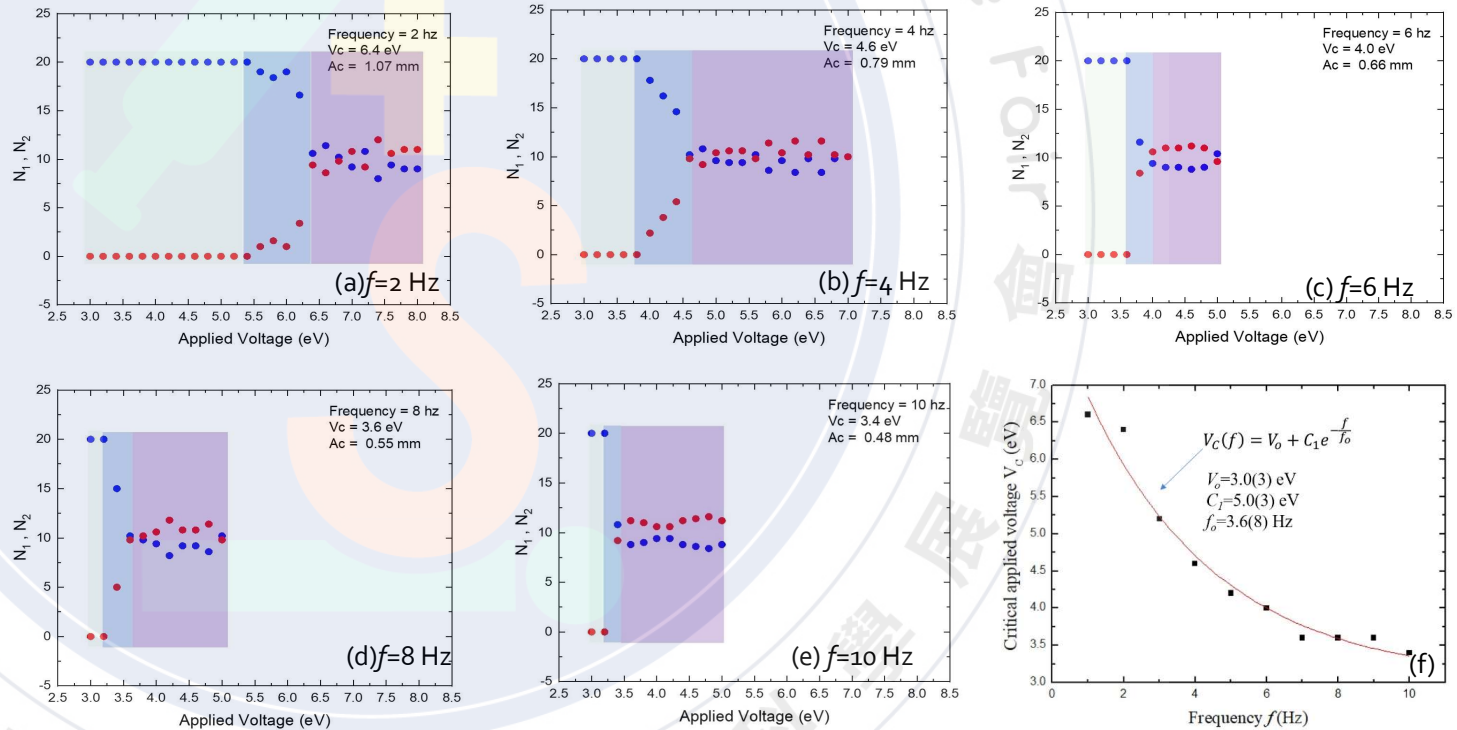 Frequency = 2 hz
Vc = 6.4 eV
Ac = 1.07 mm
N1 , N2
25
20
15
10
5
0
-5
2.5 3.0 3.5 4.0 4.5 5.0 5.5 6.0 6.5 7.0 7.5 8.0 8.5
Applied Voltage (eV)
(a)f=2 Hz
Frequency = 4 hz
Vc = 4.6 eV
Ac = 0.79 mm
N1 , N2
25
20
15
10
5
0
-5
2.5 3.0 3.5 4.0 4.5 5.0 5.5 6.0 6.5 7.0 7.5 8.0 8.5
Applied Voltage (eV)
(b) f=4 Hz
Frequency = 6 hz
Vc = 4.0 eV
Ac = 0.66 mm
N1 , N2
25
20
15
10
5
0
-5
2.5 3.0 3.5 4.0 4.5 5.0 5.5 6.0 6.5 7.0 7.5 8.0 8.5
Applied Voltage (eV)
(c) f=6 Hz
Frequency = 8 hz
Vc = 3.6 eV
Ac = 0.55 mm
N1 , N2
25
20
15
10
5
0
-5
2.5 3.0 3.5 4.0 4.5 5.0 5.5 6.0 6.5 7.0 7.5 8.0 8.5
Applied Voltage (eV)
(d)f=8 Hz
Frequency = 10 hz
Vc = 3.4 eV
Ac = 0.48 mm
N1 , N2
25
20
15
10
5
0
-5
2.5 3.0 3.5 4.0 4.5 5.0 5.5 6.0 6.5 7.0 7.5 8.0 8.5
Applied Voltage (eV)
(e) f=10 Hz
Critical applied voltage VC (eV)
7.0
6.5
6.0
5.5
5.0
4.5
4.0
3.5
3.0
VC(f) = Vo + C1e^-f/fo
Vo=3.0(3) eV
C1=5.0(3) eV
fo=3.6(8) Hz
0 2 4 6 8 10
Frequency f(Hz)
(f)
Fair
會
覽
展
學